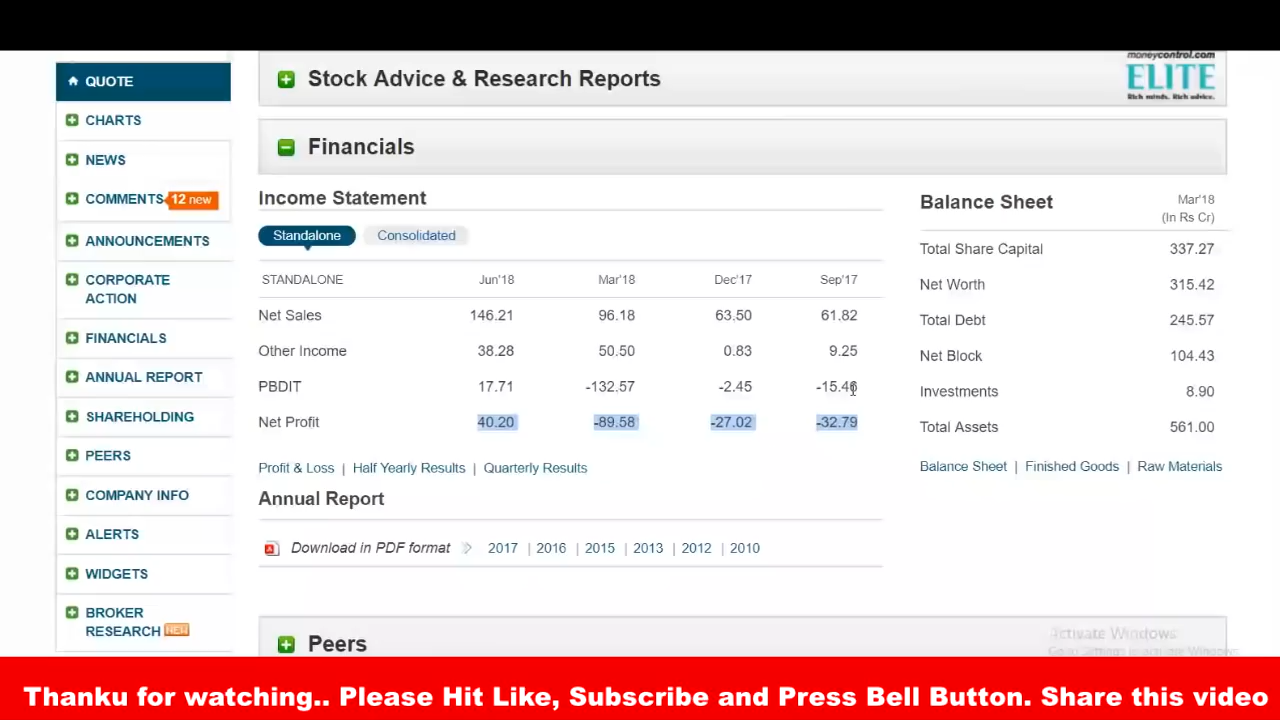 QUOTE
CHARTS
NEWS
COMMENTS 12 new
ANNOUNCEMENTS
CORPORATE
ACTION
FINANCIALS
ANNUAL REPORT
SHAREHOLDING
PEERS
COMPANY INFO
ALERTS
WIDGETS
BROKER
RESEARCH NEW
Stock Advice & Research Reports
moneycontrol.com
ELITE
Rich minds. Rich advice.
Financials
Income Statement
Standalone Consolidated
STANDALONE Jun'18 Mar'18 Dec'17 Sep'17
Net Sales 146.21 96.18 63.50 61.82
Other Income 38.28 50.50 0.83 9.25
PBDIT 17.71 -132.57 -2.45 -15.46
Net Profit 40.20 -89.58 -27.02 -32.79
Profit & Loss | Half Yearly Results | Quarterly Results
Annual Report
Download in PDF format 2017 | 2016 | 2015 | 2013 | 2012 | 2010
Balance Sheet Mar'18
(In Rs Cr)
Total Share Capital 337.27
Net Worth 315.42
Total Debt 245.57
Net Block 104.43
Investments 8.90
Total Assets 561.00
Balance Sheet | Finished Goods | Raw Materials
Peers
Activate Windows
Go to Settings to activate Windows.
Thanku for watching.. Please Hit Like, Subscribe and Press Bell Button. Share this video